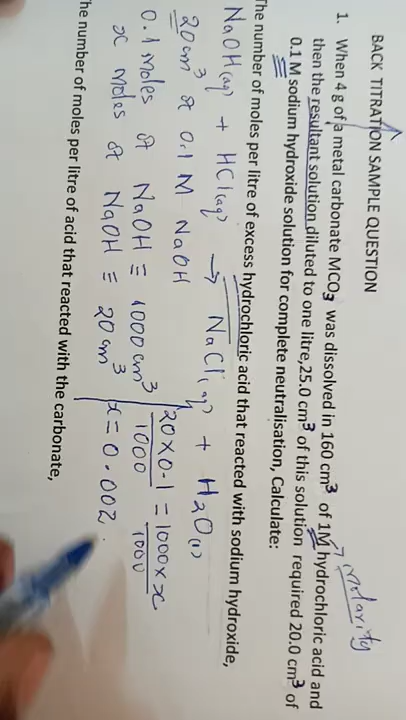 BACK TITRATION SAMPLE QUESTION
1. When 4 g of a metal carbonate MCO3 was dissolved in 160 cm3 of 1M hydrochloric acid and
then the resultant solution diluted to one litre,25.0 cm3 of this solution required 20.0 cm3 of
0.1 M sodium hydroxide solution for complete neutralisation, Calculate:
Molarity
The number of moles per litre of excess hydrochloric acid that reacted with sodium hydroxide,
NaOH(aq) + HCl(aq) → NaCl(aq) + H2O(l)
20cm3 of 0.1 M NaOH
0.1 moles of NaOH ≡ 1000cm3
x moles of NaOH ≡ 20cm3
20×0.1 = 1000×x
1000 1000
x = 0.002.
he number of moles per litre of acid that reacted with the carbonate,